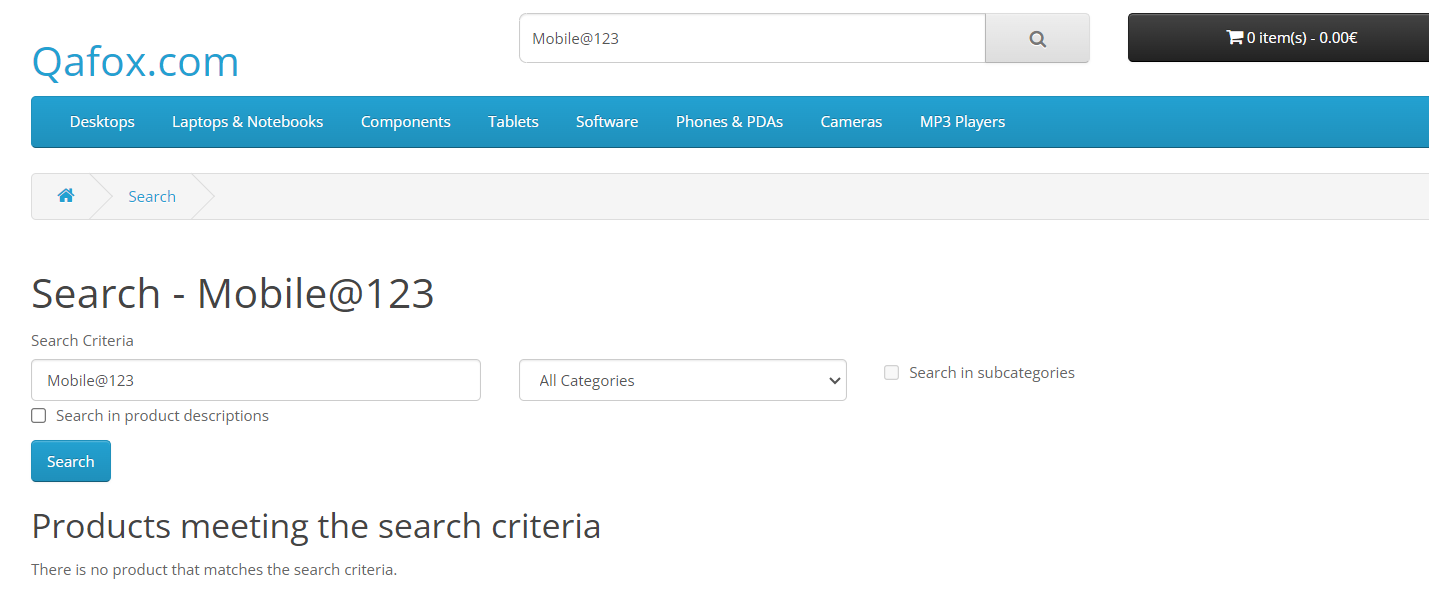 Mobile@123
0 item(s) - 0.00€
Qafox.com
Desktops Laptops & Notebooks Components Tablets Software Phones & PDAs Cameras MP3 Players
Search
Search - Mobile@123
Search Criteria
Mobile@123 All Categories Search in subcategories
Search in product descriptions
Search
Products meeting the search criteria
There is no product that matches the search criteria.